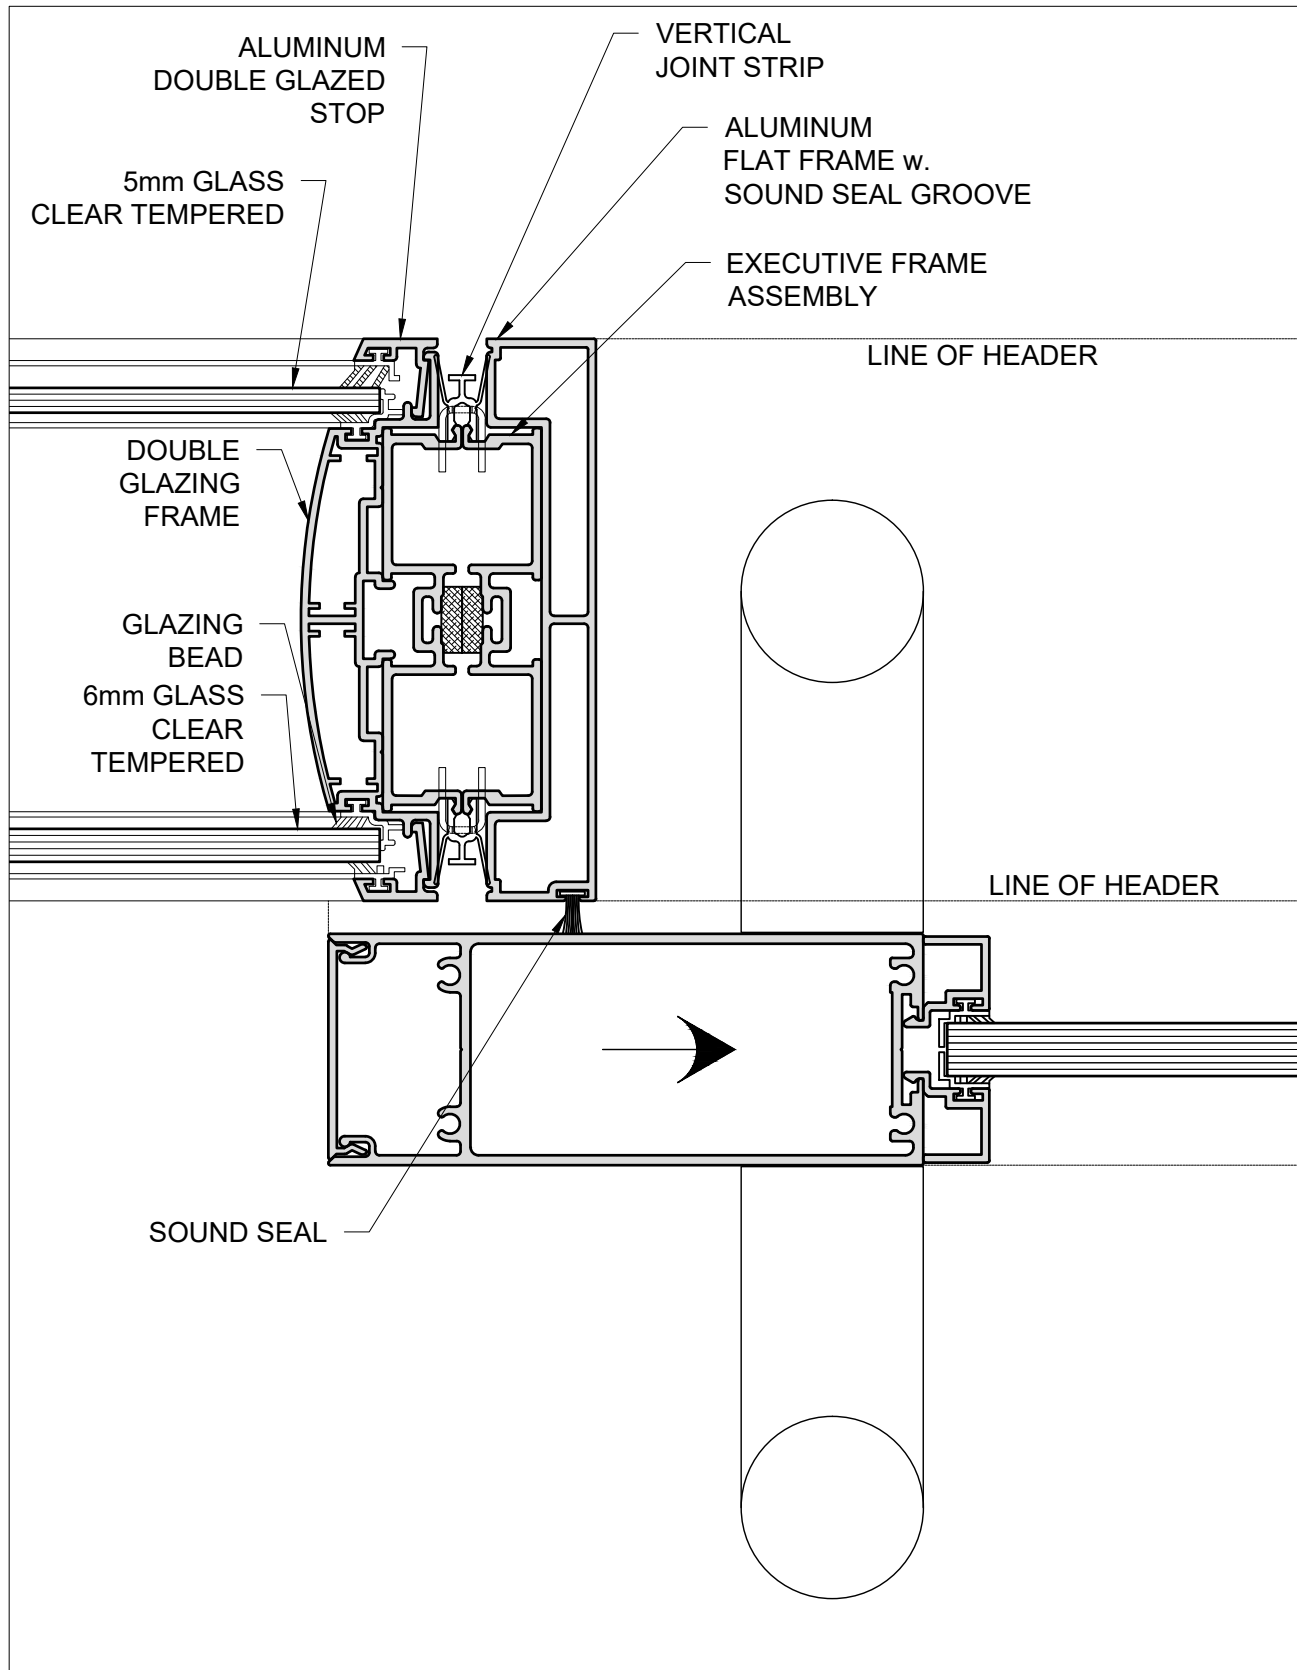 ALUMINUM
DOUBLE GLAZED
STOP
VERTICAL
JOINT STRIP
ALUMINUM
FLAT FRAME w.
SOUND SEAL GROOVE
5mm GLASS
CLEAR TEMPERED
EXECUTIVE FRAME
ASSEMBLY
LINE OF HEADER
DOUBLE
GLAZING
FRAME
GLAZING
BEAD
6mm GLASS
CLEAR
TEMPERED
LINE OF HEADER
SOUND SEAL